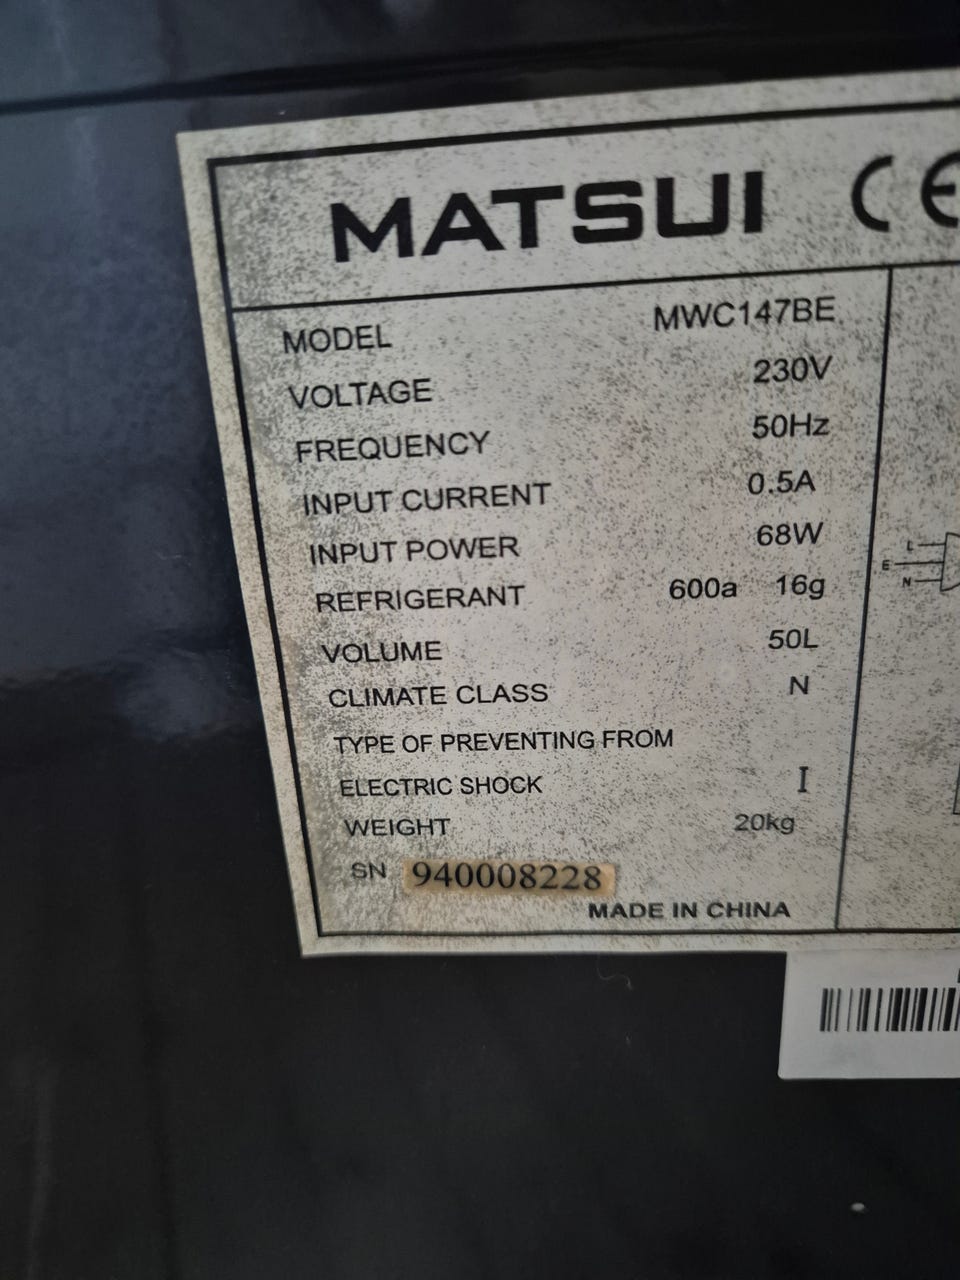 MATSUI CE
MODEL MWC147BE
VOLTAGE 230V
FREQUENCY 50Hz
INPUT CURRENT 0.5A
INPUT POWER 68W
REFRIGERANT 600a 16g
VOLUME 50L
CLIMATE CLASS N
TYPE OF PREVENTING FROM
ELECTRIC SHOCK I
WEIGHT 20kg
SN 940008228
MADE IN CHINA
L
E
N